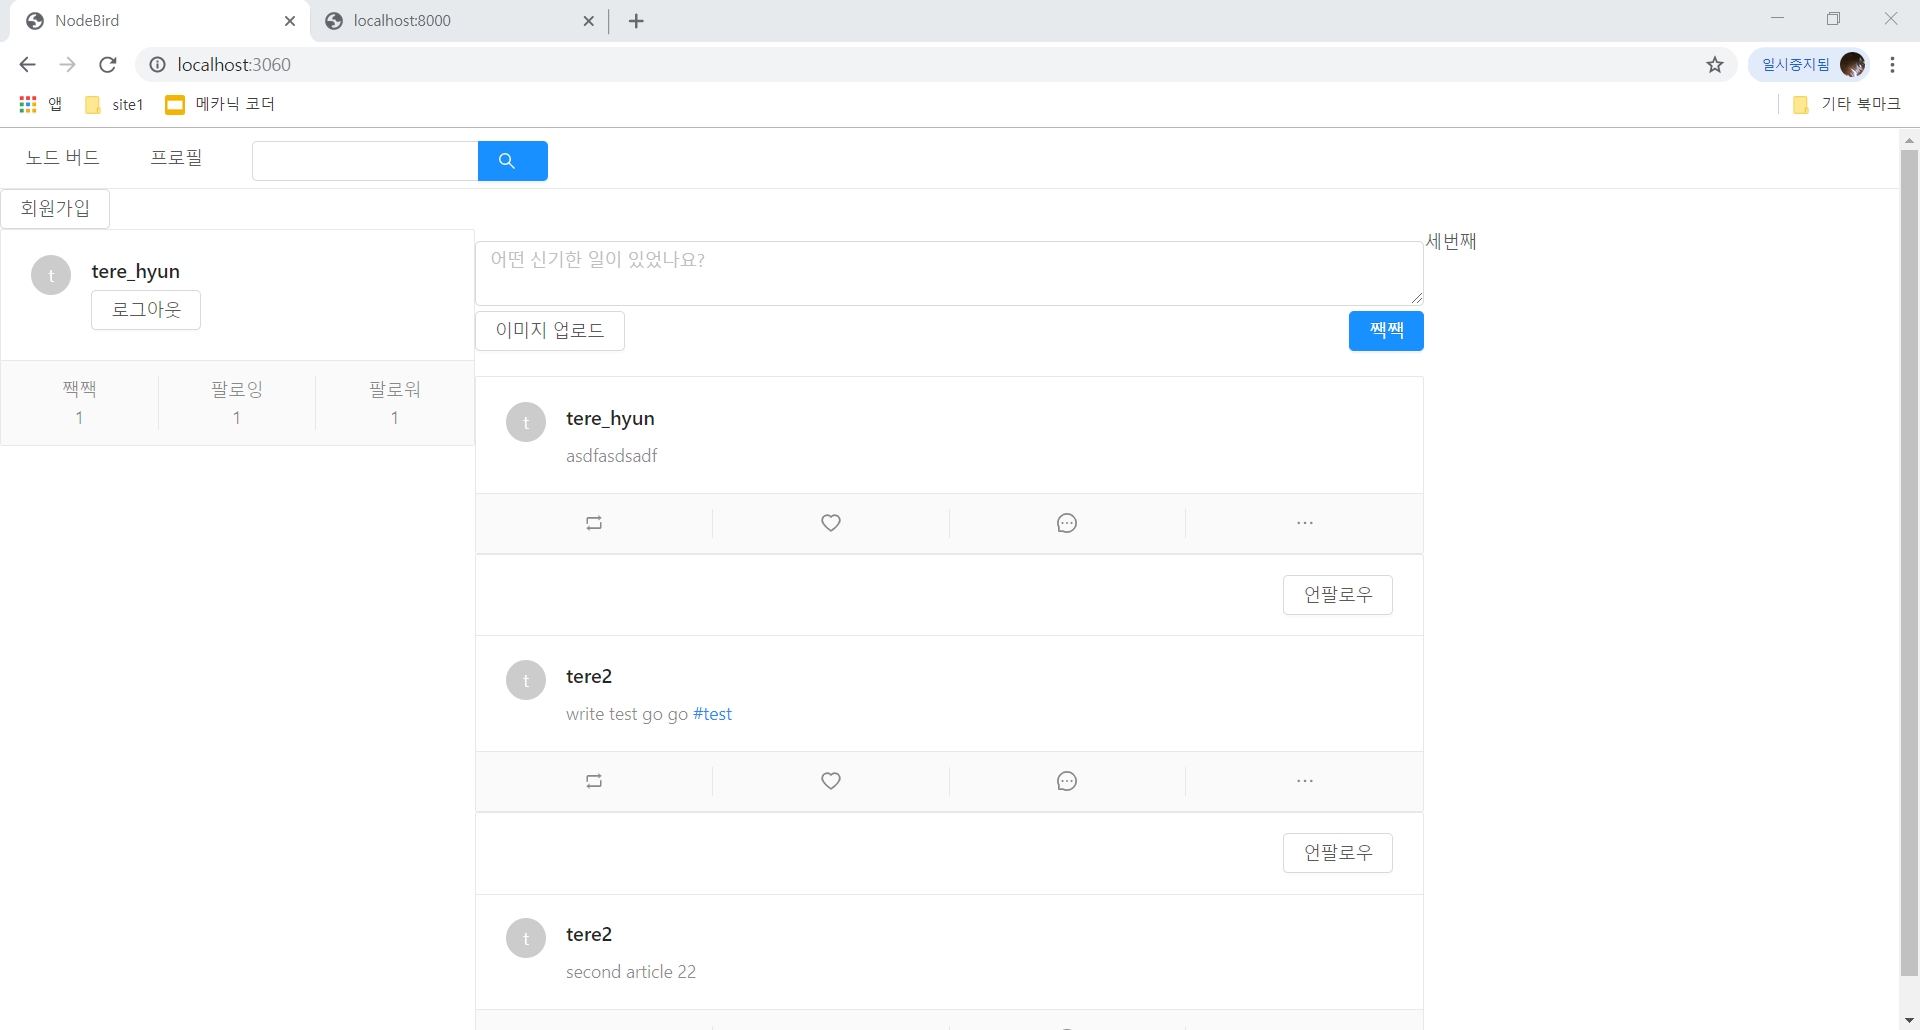 NodeBird
localhost:8000
localhost:3060
일시중지됨
앱
site1
메카닉 코더
기타 북마크
노드 버드
프로필
회원가입
t
tere_hyun
로그아웃
짹짹
1
팔로잉
1
팔로워
1
어떤 신기한 일이 있었나요?
이미지 업로드
짹짹
세번째
t
tere_hyun
asdfasdsadf
언팔로우
t
tere2
write test go go #test
언팔로우
t
tere2
second article 22